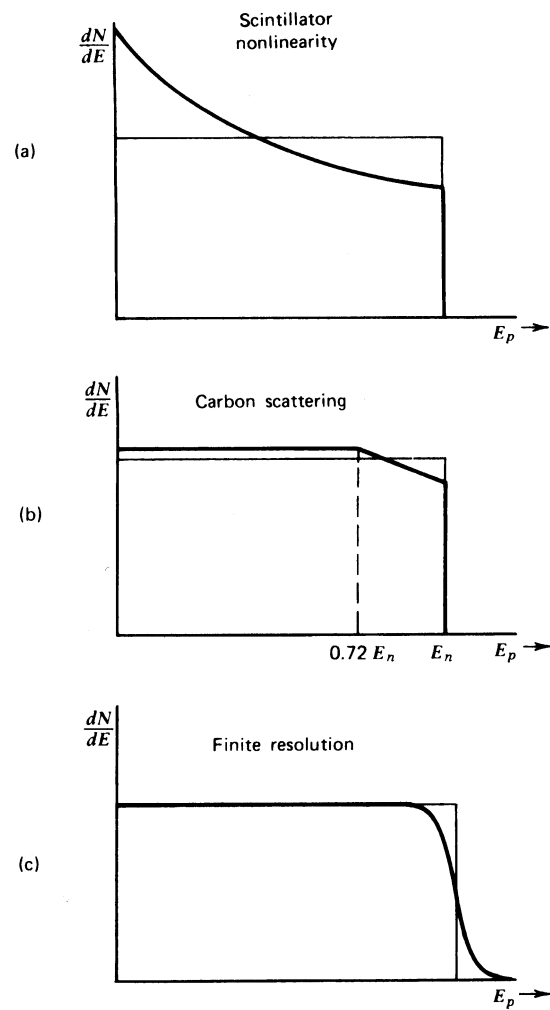 Scintillator
nonlinearity
dN
dE
(a)
E_p →
dN
dE
Carbon scattering
(b)
0.72 E_n E_n E_p →
dN
dE
Finite resolution
(c)
E_p →